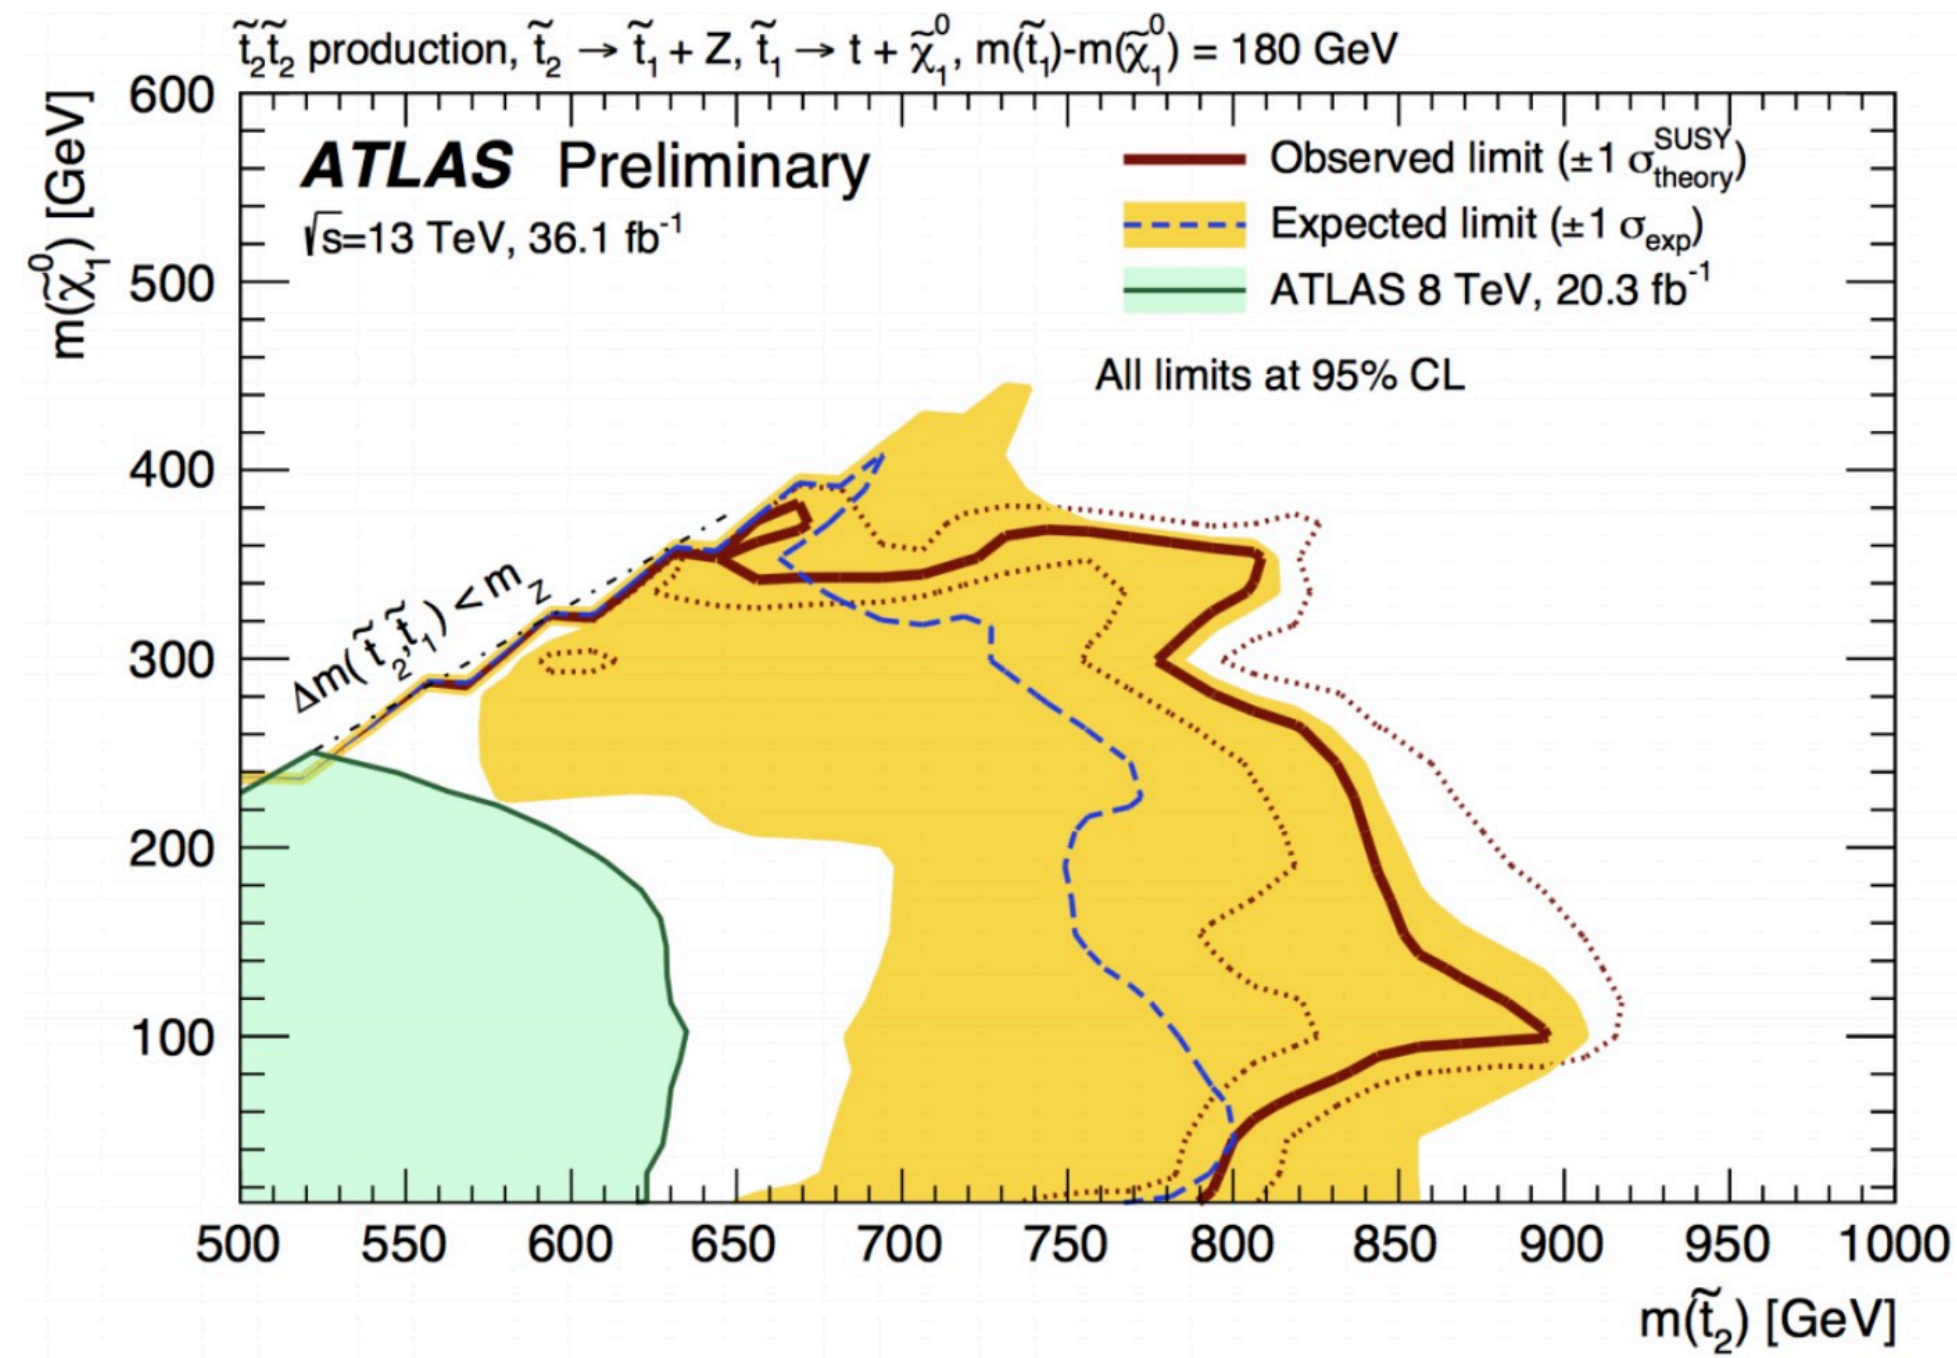 t̃₂t̃₂ production, t̃₂ → t̃₁ + Z, t̃₁ → t + χ̃₁⁰, m(t̃₁)-m(χ̃₁⁰) = 180 GeV
m(χ̃₁⁰) [GeV]
600
500
400
300
200
100
ATLAS Preliminary
√s=13 TeV, 36.1 fb⁻¹
Observed limit (±1 σ_theory^SUSY)
Expected limit (±1 σ_exp)
ATLAS 8 TeV, 20.3 fb⁻¹
All limits at 95% CL
Δm(t̃₂,t̃₁) < m_Z
500 550 600 650 700 750 800 850 900 950 1000
m(t̃₂) [GeV]